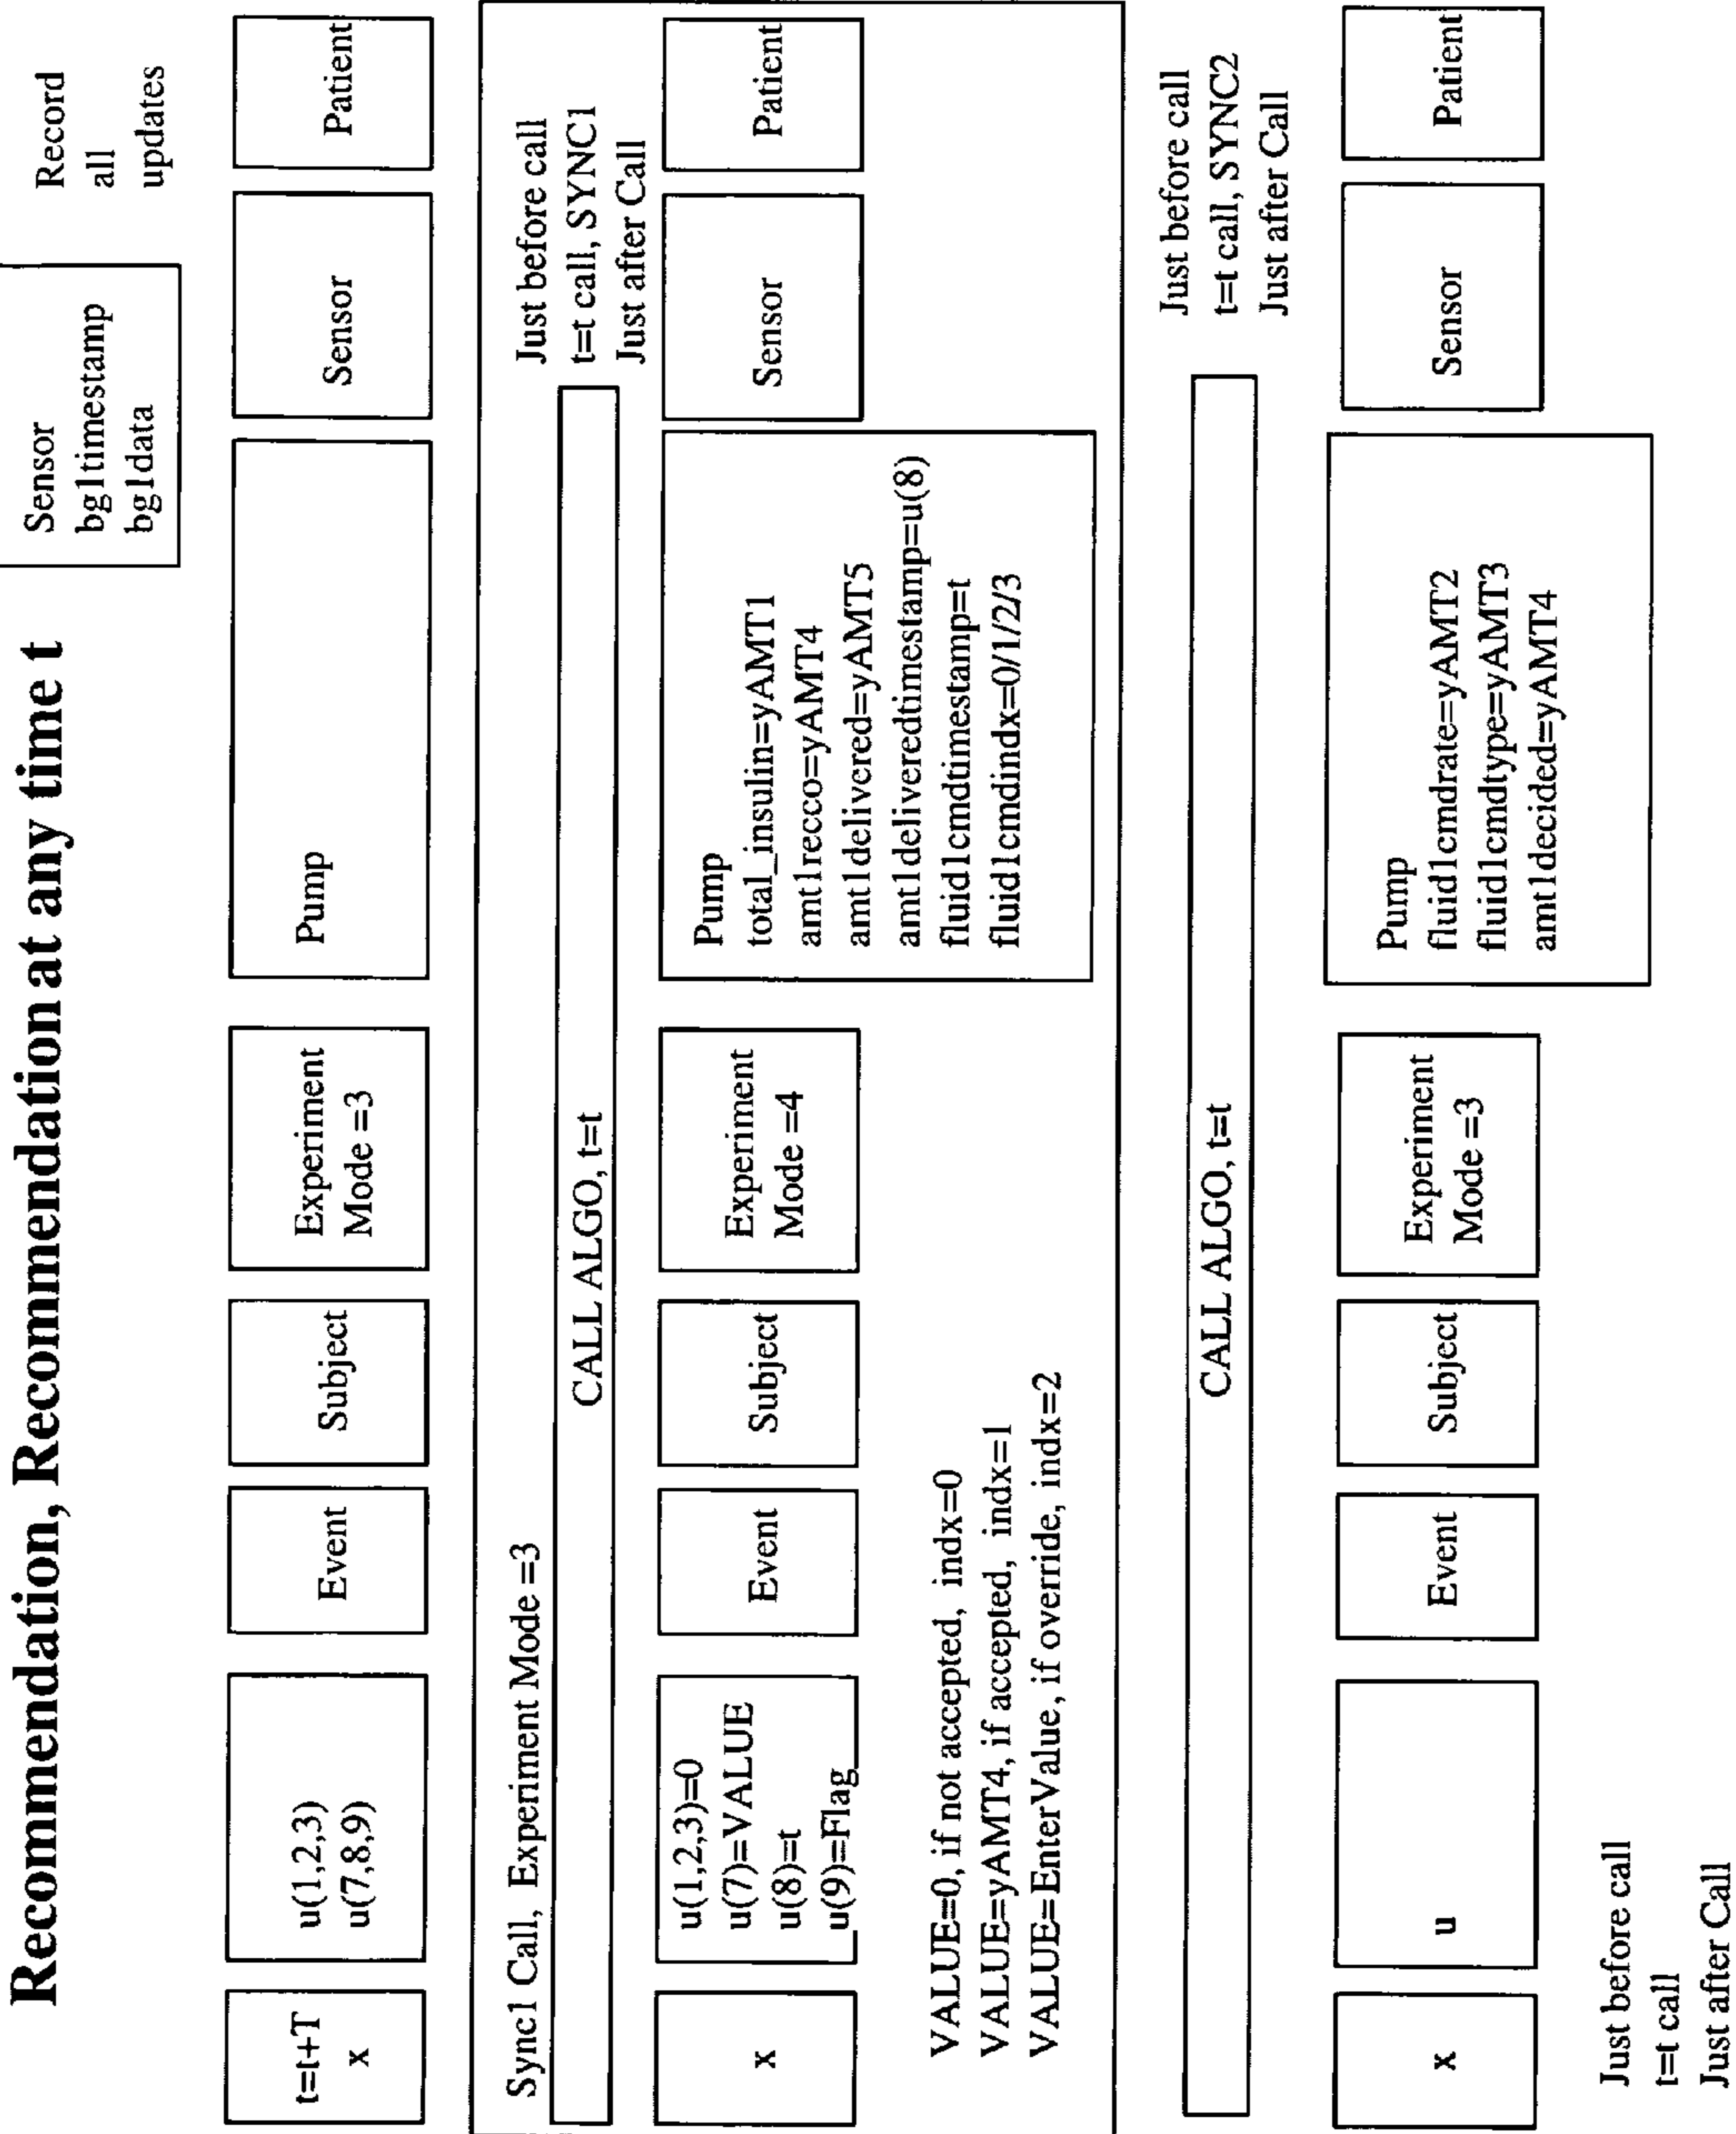 Recommendation, Recommendation at any time t
Sensor
bg1timestamp
bg1data
Record
all
updates
t=t+T
x
u(1,2,3)
u(7,8,9)
Event
Subject
Experiment
Mode =3
Pump
Sensor
Patient
Sync1 Call, Experiment Mode =3
CALL ALGO, t=t
Just before call
t=t call, SYNC1
Just after Call
x
u(1,2,3)=0
u(7)=VALUE
u(8)=t
u(9)=Flag
Event
Subject
Experiment
Mode =4
Pump
total_insulin=yAMT1
amt1recco=yAMT4
amt1delivered=yAMT5
amt1deliveredtimestamp=u(8)
fluid1cmdtimestamp=t
fluid1cmdindx=0/1/2/3
Sensor
Patient
VALUE=0, if not accepted, indx=0
VALUE=yAMT4, if accepted, indx=1
VALUE=EnterValue, if override, indx=2
CALL ALGO, t=t
Just before call
t=t call, SYNC2
Just after Call
x
u
Event
Subject
Experiment
Mode =3
Pump
fluid1cmdrate=yAMT2
fluid1cmdtype=yAMT3
amt1decided=yAMT4
Sensor
Patient
Just before call
t=t call
Just after Call